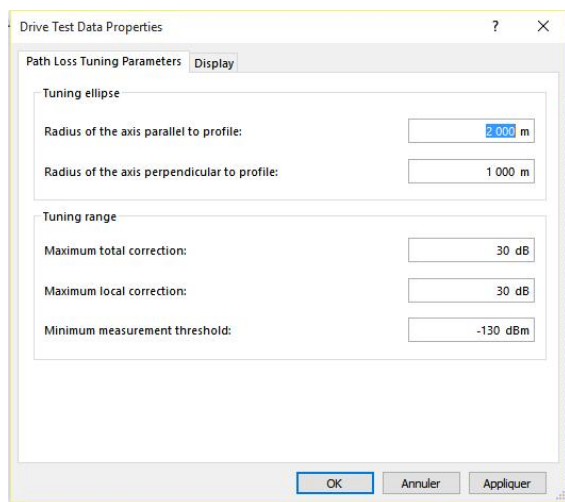 Drive Test Data Properties ? ×
Path Loss Tuning Parameters Display
Tuning ellipse
Radius of the axis parallel to profile: 2 000 m
Radius of the axis perpendicular to profile: 1 000 m
Tuning range
Maximum total correction: 30 dB
Maximum local correction: 30 dB
Minimum measurement threshold: -130 dBm
OK Annuler Appliquer